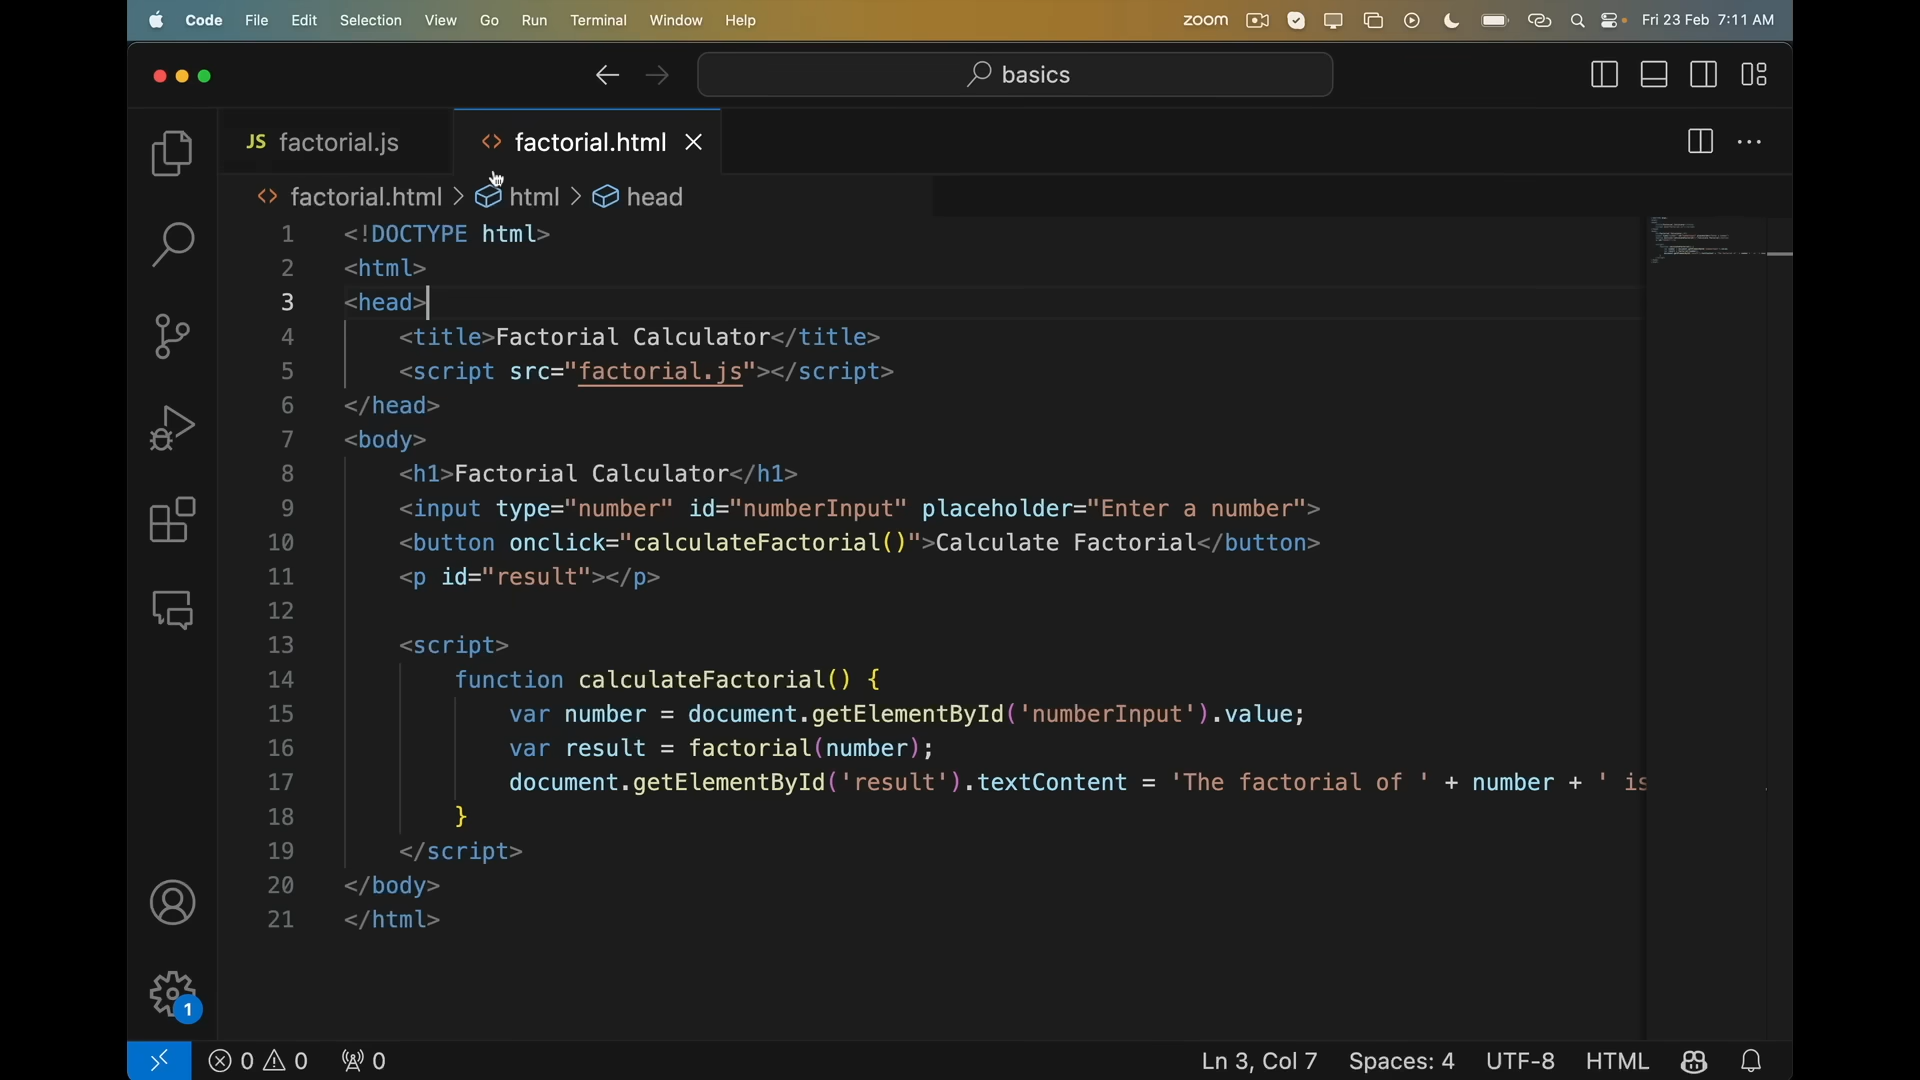 Code File Edit Selection View Go Run Terminal Window Help zoom Fri 23 Feb 7:11 AM
basics
JS factorial.js factorial.html
factorial.html > html > head
1 <!DOCTYPE html>
2 <html>
3 <head>
4 <title>Factorial Calculator</title>
5 <script src="factorial.js"></script>
6 </head>
7 <body>
8 <h1>Factorial Calculator</h1>
9 <input type="number" id="numberInput" placeholder="Enter a number">
10 <button onclick="calculateFactorial()">Calculate Factorial</button>
11 <p id="result"></p>
12
13 <script>
14 function calculateFactorial() {
15 var number = document.getElementById('numberInput').value;
16 var result = factorial(number);
17 document.getElementById('result').textContent = 'The factorial of ' + number + ' is
18 }
19 </script>
20 </body>
21 </html>
1
0 0 0 Ln 3, Col 7 Spaces: 4 UTF-8 HTML